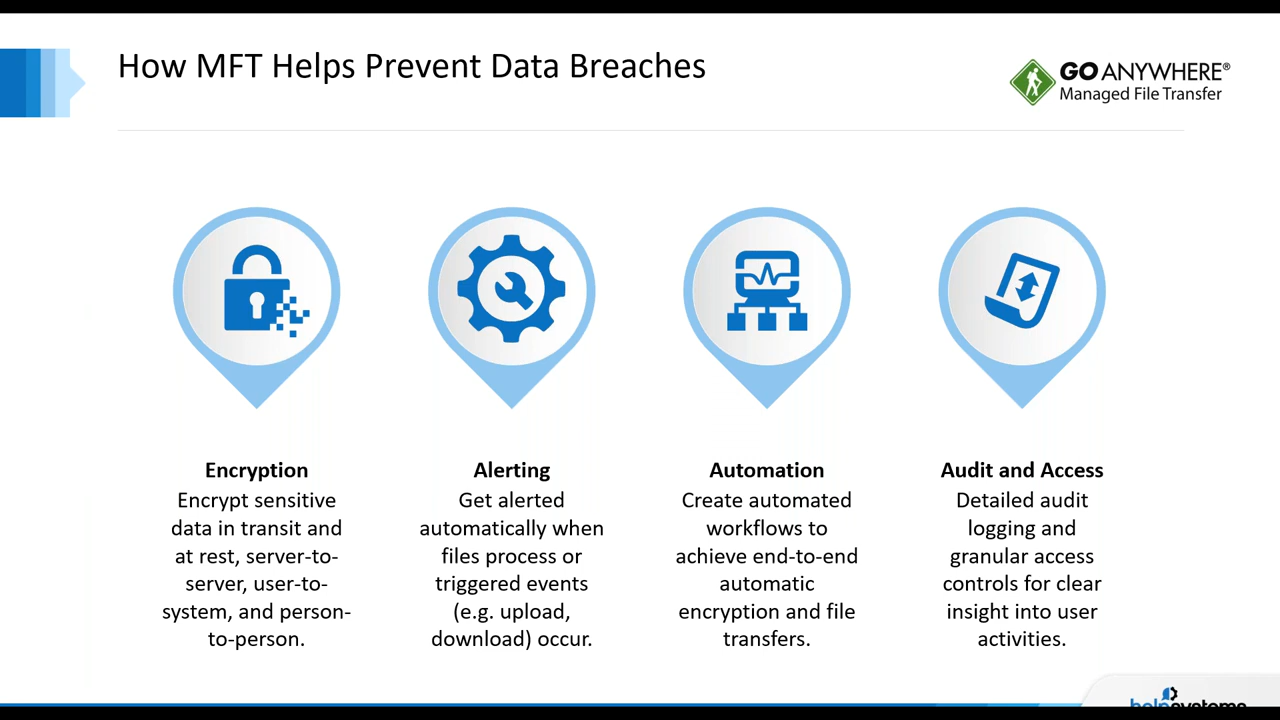 How MFT Helps Prevent Data Breaches
GO ANYWHERE®
Managed File Transfer
Encryption
Encrypt sensitive
data in transit and
at rest, server-to-
server, user-to-
system, and person-
to-person.
Alerting
Get alerted
automatically when
files process or
triggered events
(e.g. upload,
download) occur.
Automation
Create automated
workflows to
achieve end-to-end
automatic
encryption and file
transfers.
Audit and Access
Detailed audit
logging and
granular access
controls for clear
insight into user
activities.
helpsystems